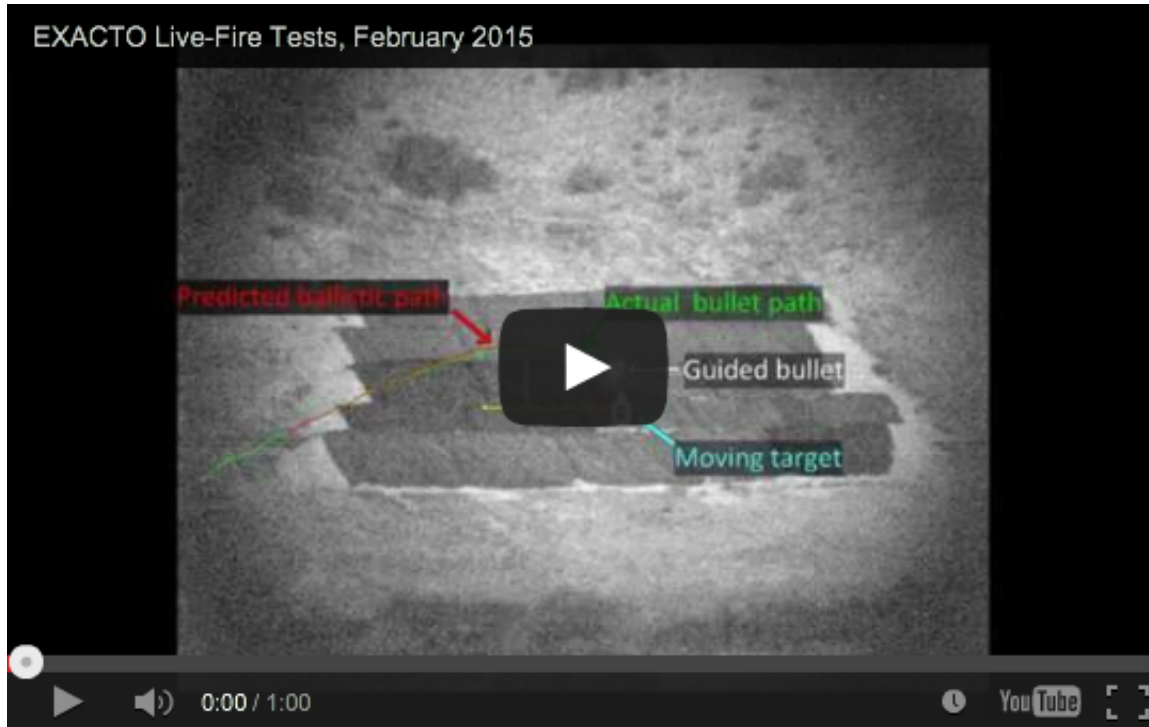 EXACTO Live-Fire Tests, February 2015
Predicted ballistic path
Actual bullet path
Guided bullet
Moving target
0:00 / 1:00
YouTube